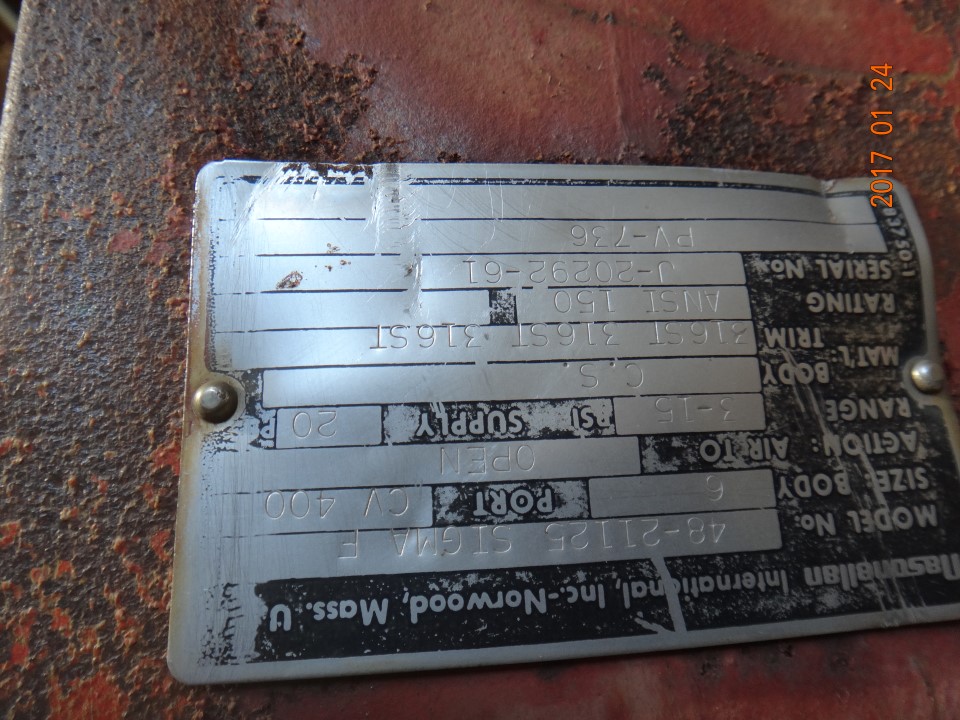 Masoneilan International, Inc.-Norwood, Mass. U
MODEL No: 48-21125 SIGMA F
SIZE: BODY 6 PORT CV 400
ACTION: AIR TO OPEN
RANGE 3-15 PSI SUPPLY 20
MAT'L: BODY C.S.
TRIM 316ST 316ST 316ST
RATING ANSI 150
SERIAL No. J-20292-61
PV-736
2017 01 24